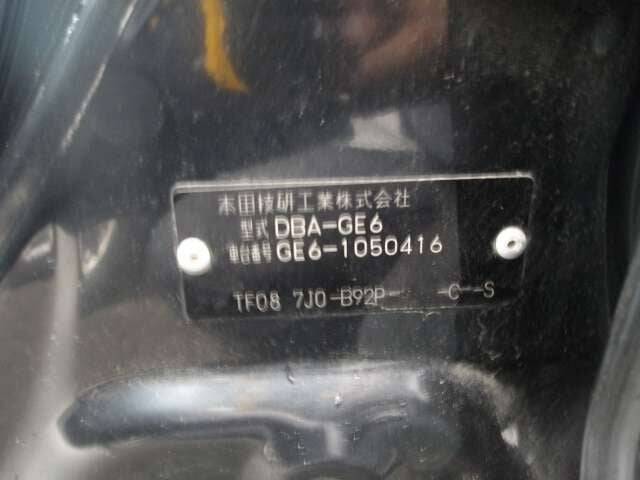 本田技研工業株式会社
型式 DBA-GE6
車台番号 GE6-1050416
TF08 7J0-B92P- -C--S